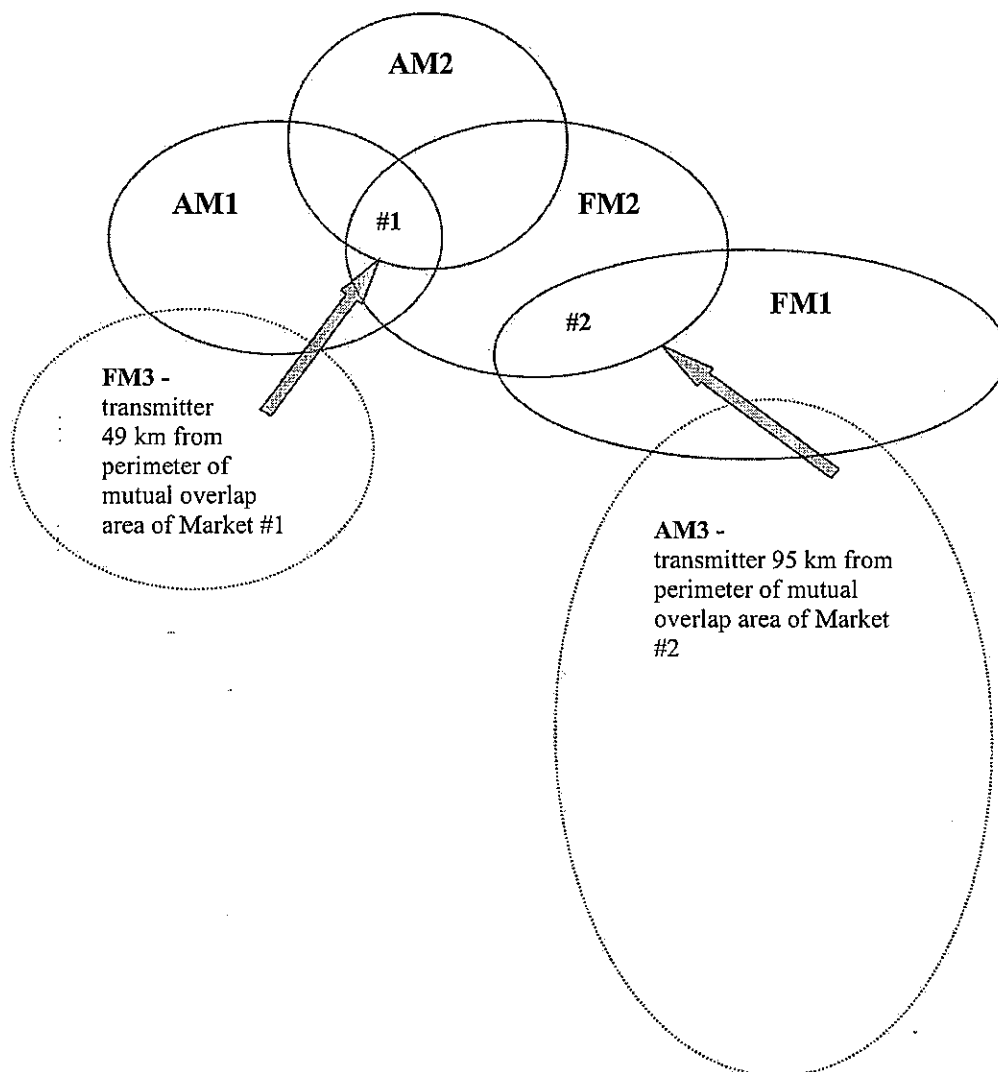 AM2
AM1
FM2
#1
FM1
#2
FM3 -
transmitter
49 km from
perimeter of
mutual overlap
area of Market #1
AM3 -
transmitter 95 km from
perimeter of mutual
overlap area of Market
#2